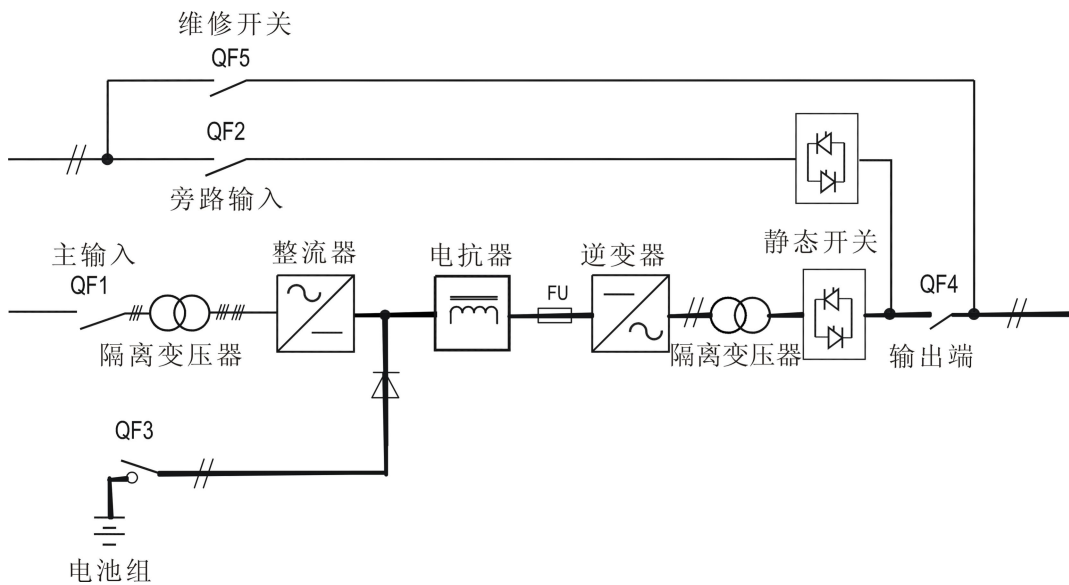 维修开关
QF5
QF2
旁路输入
静态开关
主输入
QF1
隔离变压器
整流器
电抗器
FU
逆变器
隔离变压器
QF4
输出端
QF3
电池组